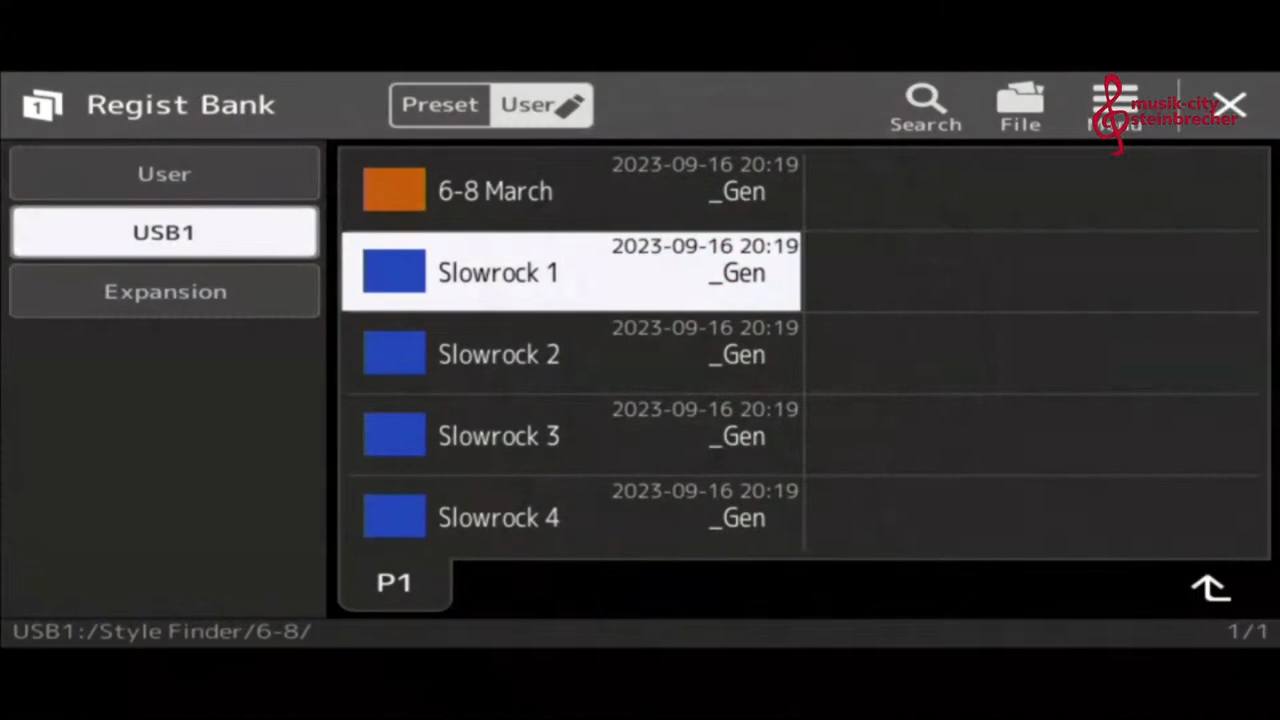 1 Regist Bank
Preset User
Search
File
musik-city
steinbrecher
User
USB1
Expansion
2023-09-16 20:19
6-8 March _Gen
2023-09-16 20:19
Slowrock 1 _Gen
2023-09-16 20:19
Slowrock 2 _Gen
2023-09-16 20:19
Slowrock 3 _Gen
2023-09-16 20:19
Slowrock 4 _Gen
P1
USB1:/Style Finder/6-8/ 1/1